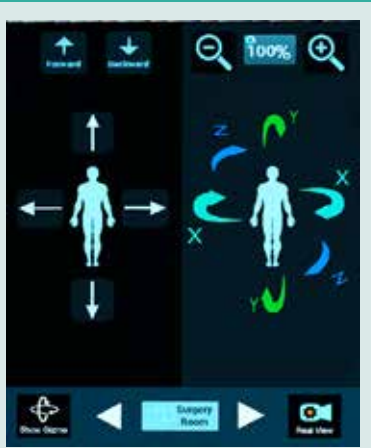 Forward
Backward
100%
Z
Y
X
X
Z
Y
Surgery
Room
Show Gizmo
Real View